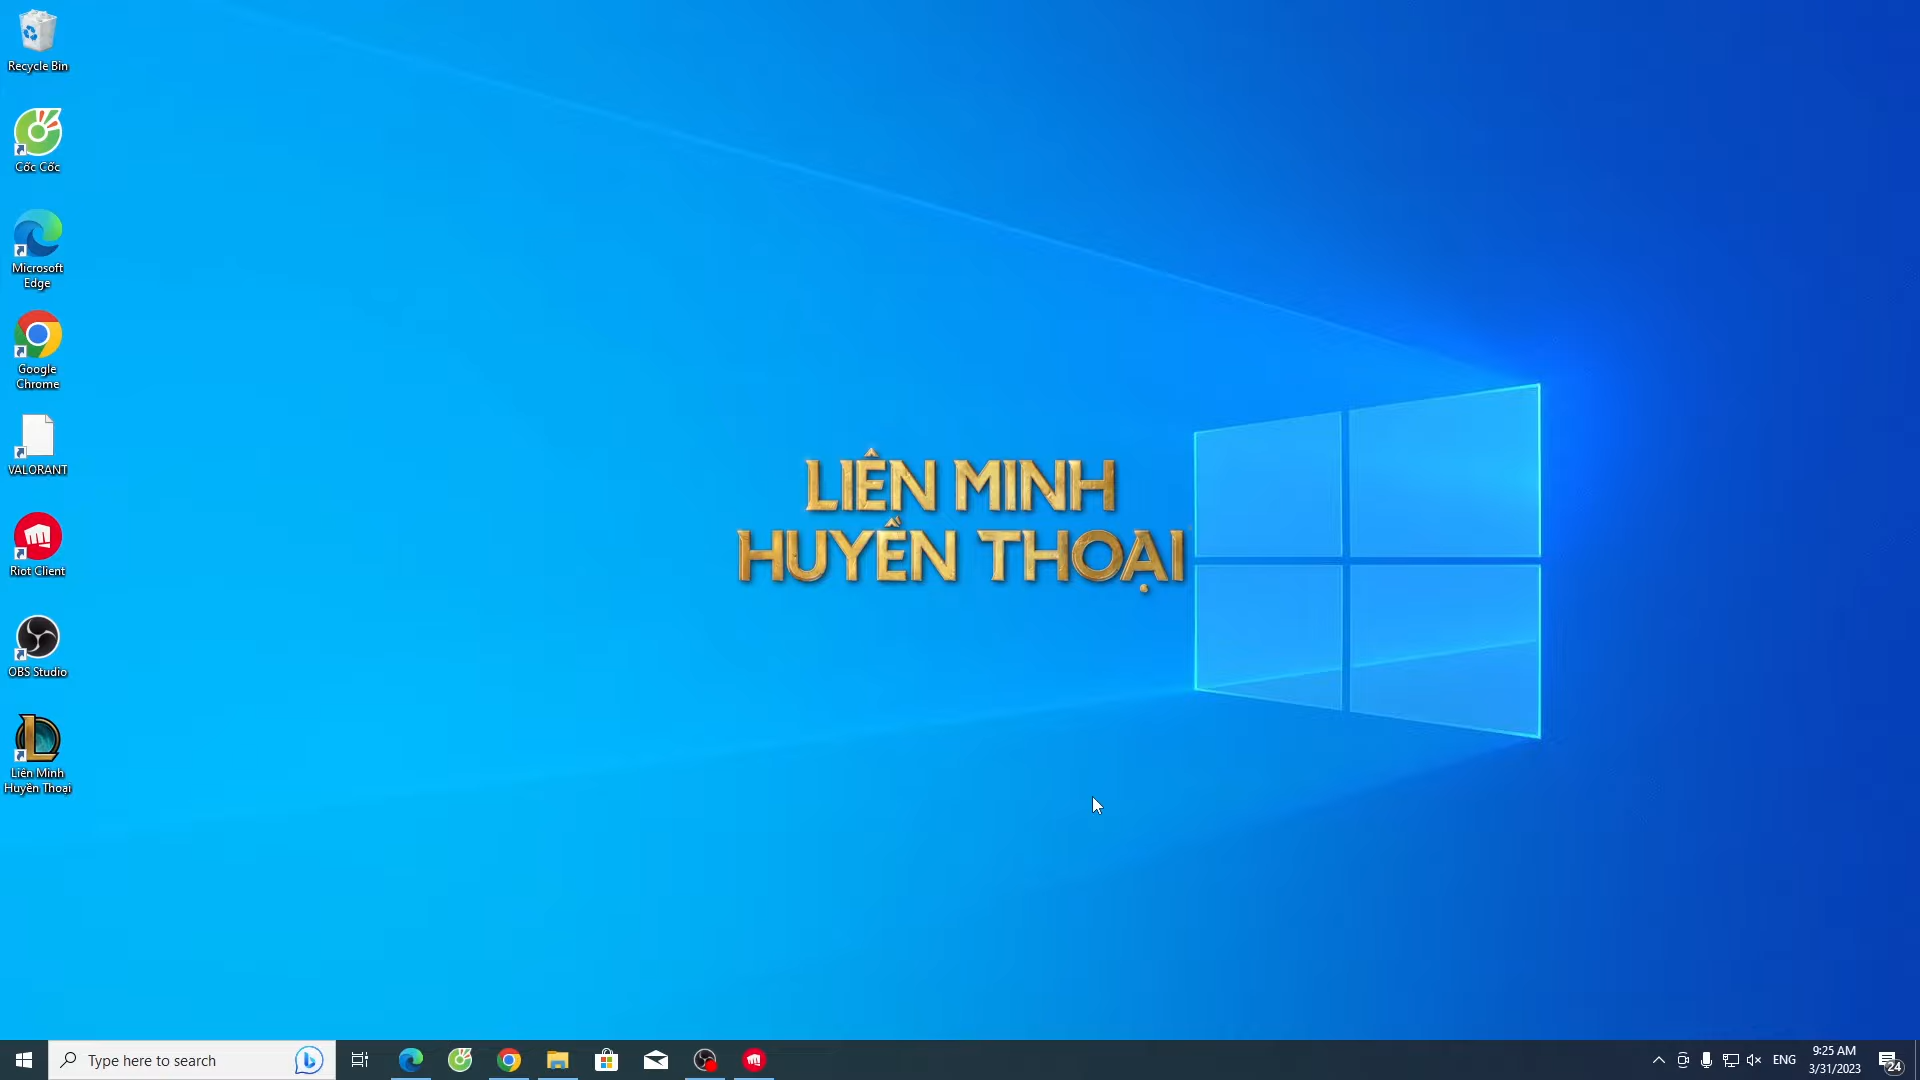 Recycle Bin
Cốc Cốc
Microsoft
Edge
Google
Chrome
VALORANT
Riot Client
OBS Studio
Liên Minh
Huyền Thoại
LIÊN MINH
HUYỀN THOẠI
Type here to search
ENG
9:25 AM
3/31/2023
24